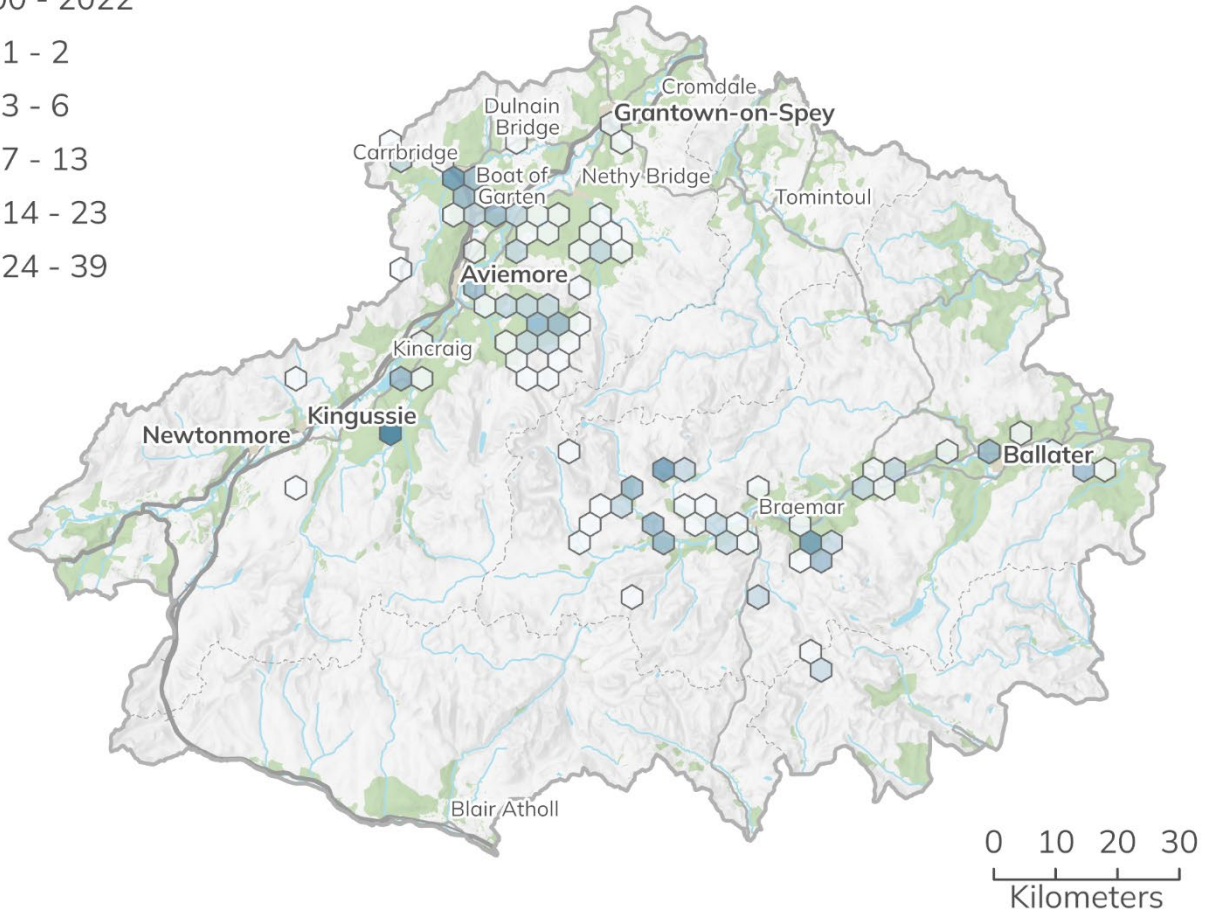 - 2022
1 - 2
3 - 6
7 - 13
14 - 23
24 - 39
Cromdale
Dulnain
Bridge
Grantown-on-Spey
Carrbridge
Boat of
Garten
Nethy Bridge
Tomintoul
Aviemore
Kincraig
Kingussie
Newtonmore
Ballater
Braemar
Blair Atholl
0 10 20 30
Kilometers